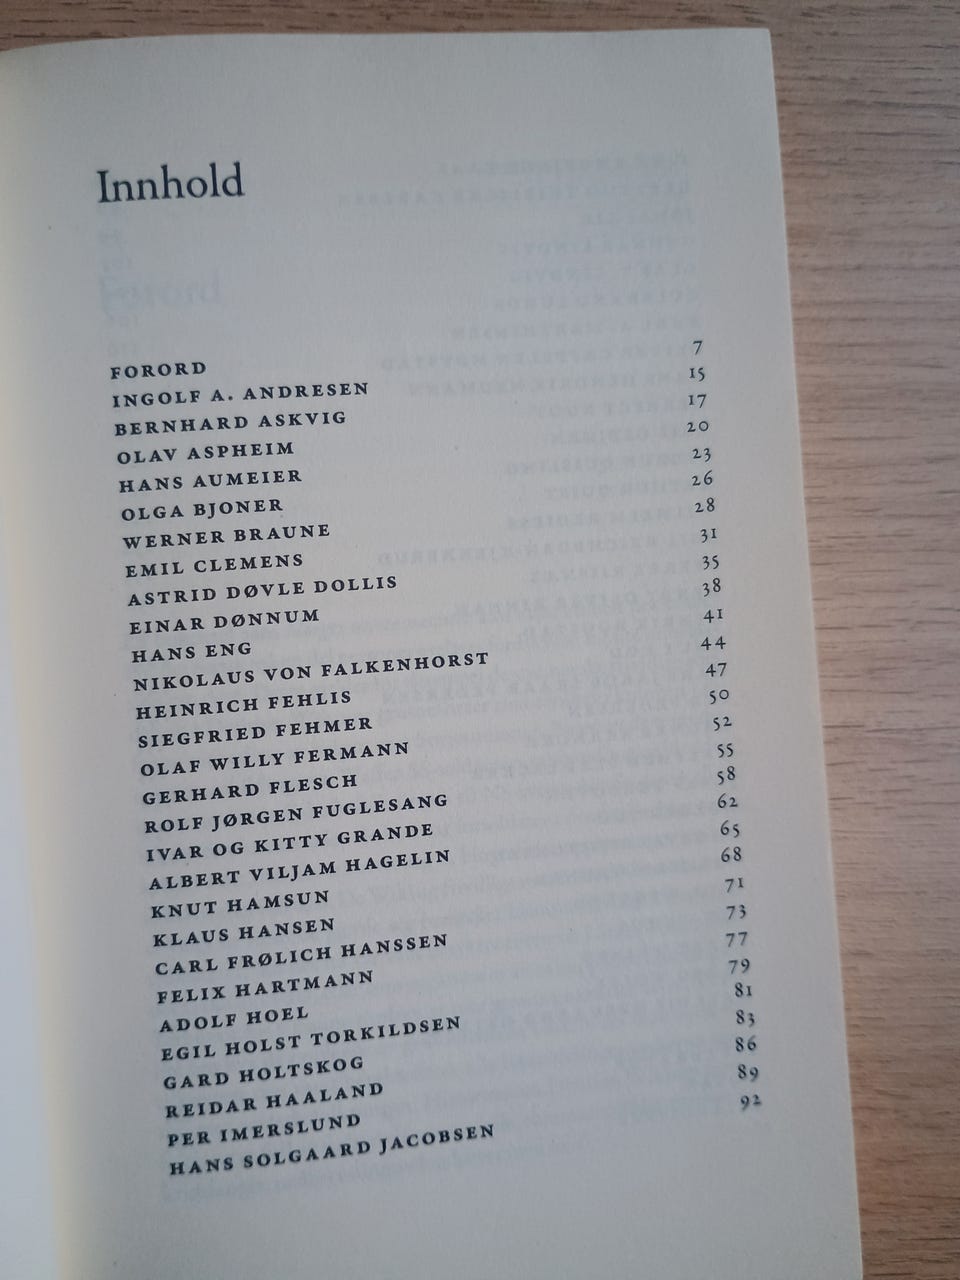 Innhold
FORORD 7
INGOLF A. ANDRESEN 15
BERNHARD ASKVIG 17
OLAV ASPHEIM 20
HANS AUMEIER 23
OLGA BJONER 26
WERNER BRAUNE 28
EMIL CLEMENS 31
ASTRID DØVLE DOLLIS 35
EINAR DØNNUM 38
HANS ENG 41
NIKOLAUS VON FALKENHORST 44
HEINRICH FEHLIS 47
SIEGFRIED FEHMER 50
OLAF WILLY FERMANN 52
GERHARD FLESCH 55
ROLF JØRGEN FUGLESANG 58
IVAR OG KITTY GRANDE 62
ALBERT VILJAM HAGELIN 65
KNUT HAMSUN 68
KLAUS HANSEN 71
CARL FRØLICH HANSSEN 73
FELIX HARTMANN 77
ADOLF HOEL 79
EGIL HOLST TORKILDSEN 81
GARD HOLTSKOG 83
REIDAR HAALAND 86
PER IMERSLUND 89
HANS SOLGAARD JACOBSEN 92